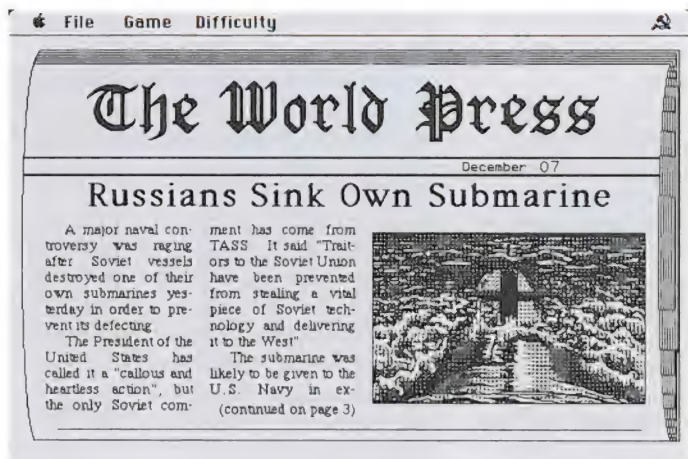 File Game Difficulty
The World Press
December 07
Russians Sink Own Submarine
A major naval con-
troversy was raging
after Soviet vessels
destroyed one of their
own submarines yes-
terday in order to pre-
vent its defecting
The President of the
United States has
called it a "callous and
heartless action", but
the only Soviet com-
ment has come from
TASS It said "Trait-
ors to the Soviet Union
have been prevented
from stealing a vital
piece of Soviet tech-
nology and delivering
it to the West"
The submarine was
likely to be given to the
U.S. Navy in ex-
(continued on page 3)